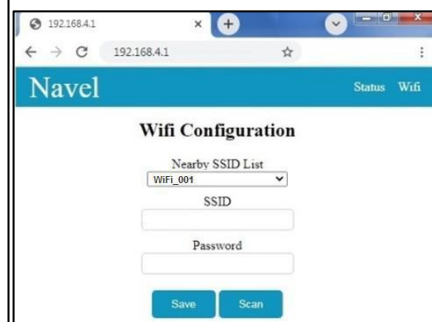 192.168.4.1
192.168.4.1
Navel Status Wifi
Wifi Configuration
Nearby SSID List
WiFi_001
SSID
Password
Save Scan